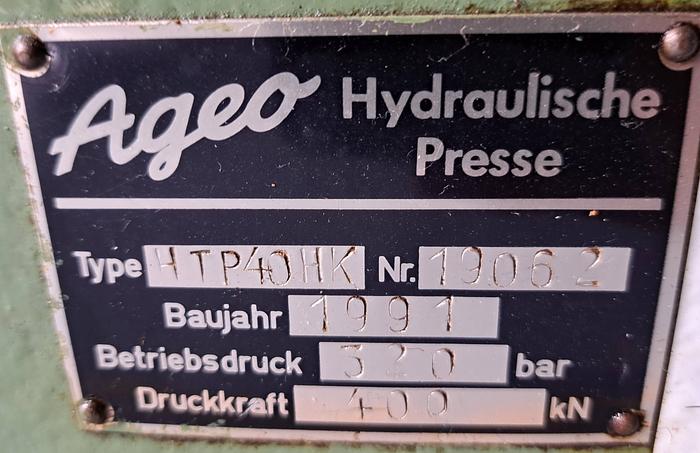 Ageo Hydraulische
Presse
Type HTP40HK Nr. 19062
Baujahr 1991
Betriebsdruck 320 bar
Druckkraft 400 kN